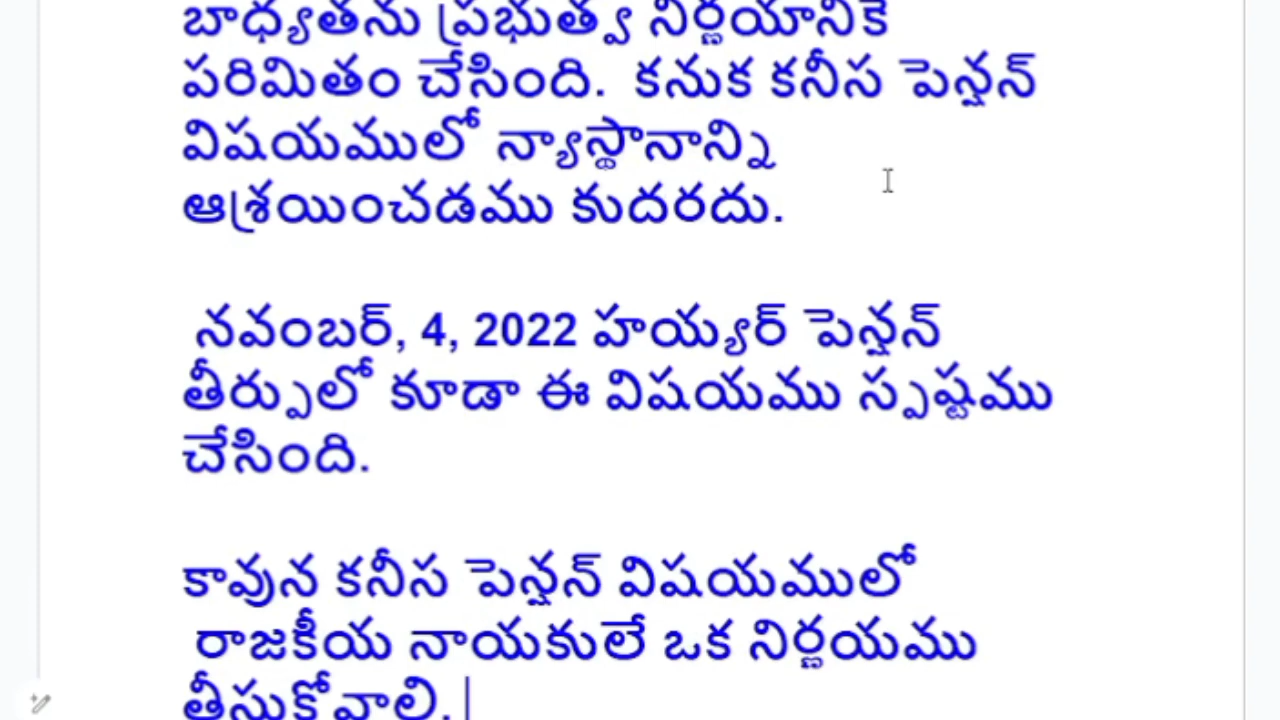 బాధ్యతను ప్రభుత్వ నిర్ణయానికే
పరిమితం చేసింది. కనుక కనీస పెన్షన్
విషయములో న్యాస్థానాన్ని
ఆశ్రయించడము కుదరదు.
నవంబర్, 4, 2022 హయ్యర్ పెన్షన్
తీర్పులో కూడా ఈ విషయము స్పష్టము
చేసింది.
కావున కనీస పెన్షన్ విషయములో
రాజకీయ నాయకులే ఒక నిర్ణయము
తీసుకోవాలి.